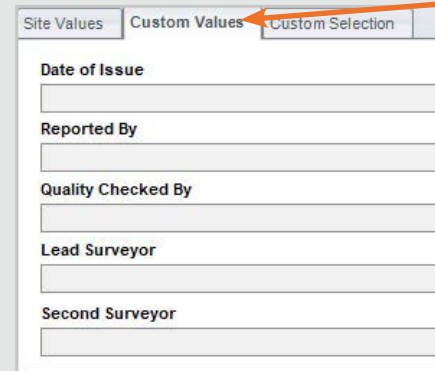 Site Values Custom Values Custom Selection
Date of Issue
Reported By
Quality Checked By
Lead Surveyor
Second Surveyor